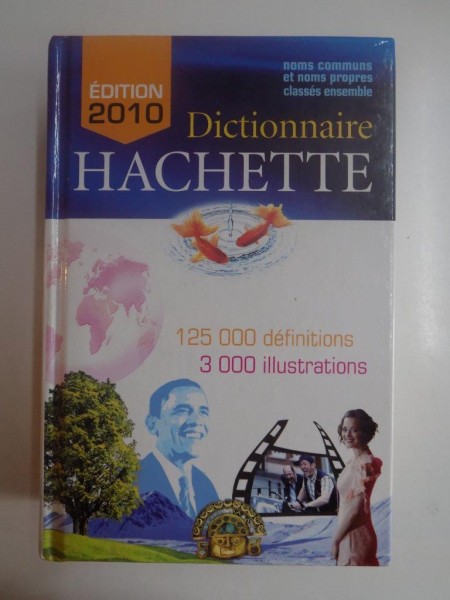 ÉDITION
2010
noms communs
et noms propres
classés ensemble
Dictionnaire
HACHETTE
125 000 définitions
3 000 illustrations